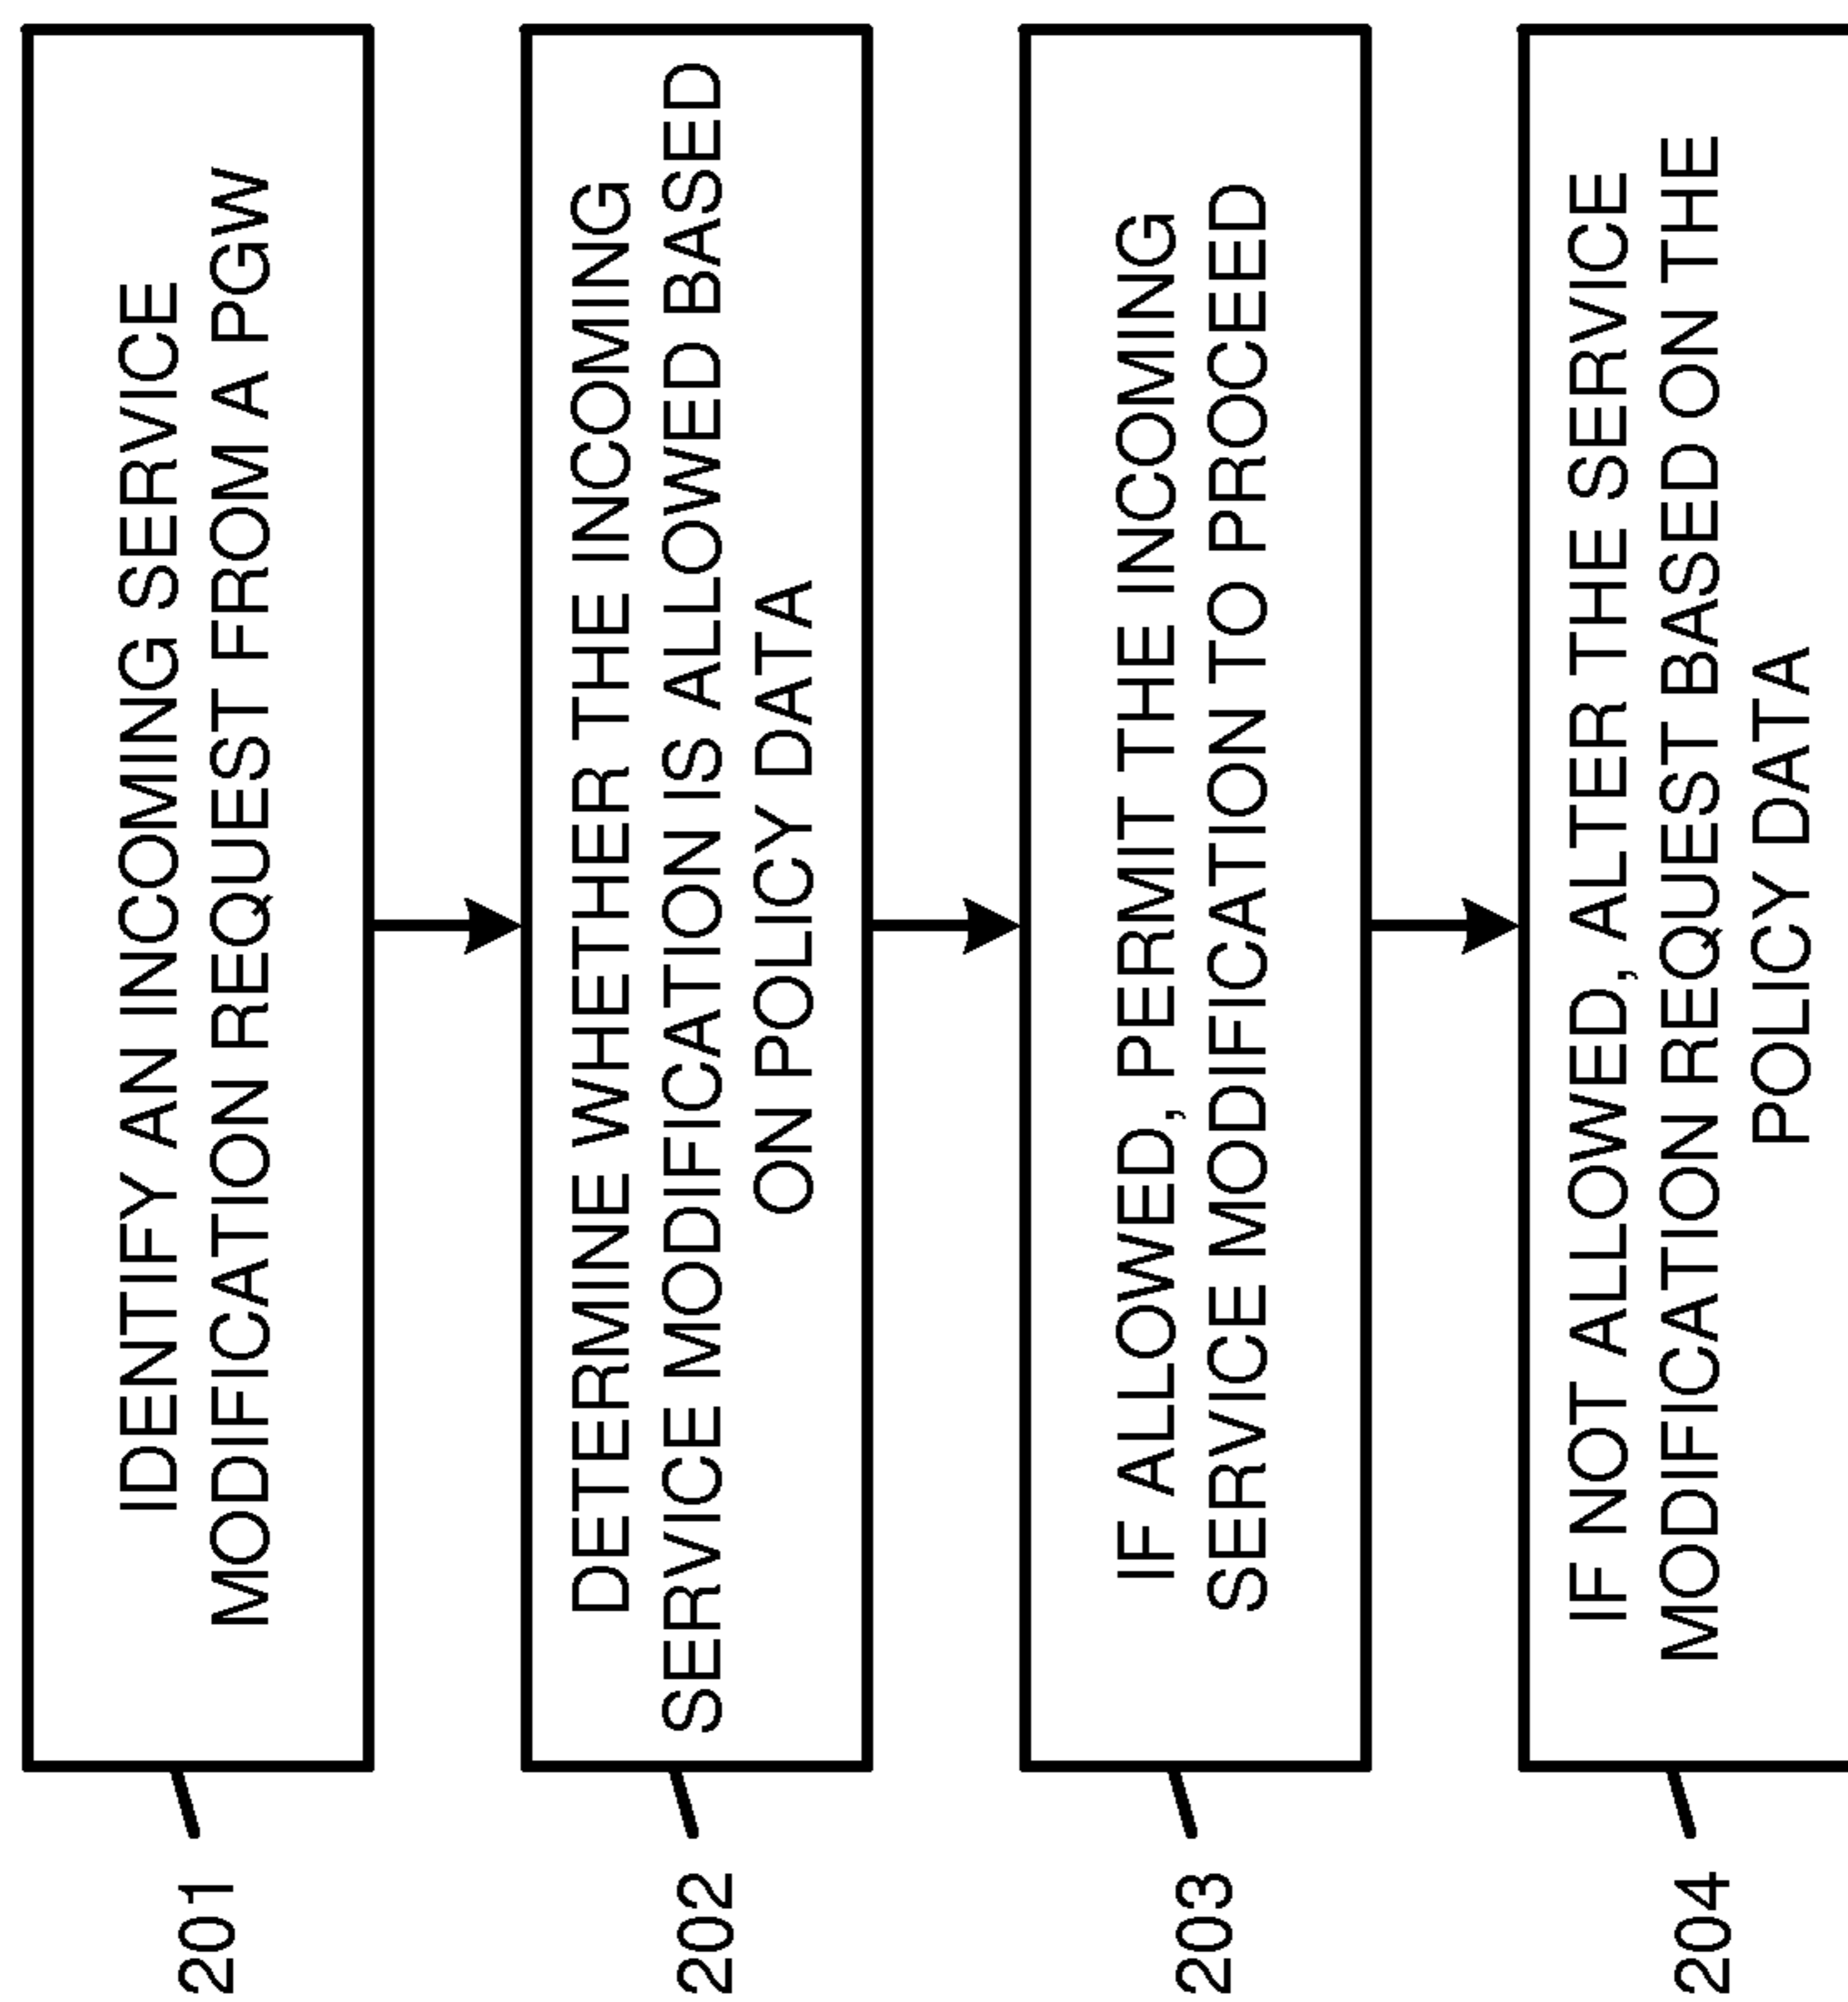 201
IDENTIFY AN INCOMING SERVICE
MODIFICATION REQUEST FROM A PGW
202
DETERMINE WHETHER THE INCOMING
SERVICE MODIFICATION IS ALLOWED BASED
ON POLICY DATA
203
IF ALLOWED, PERMIT THE INCOMING
SERVICE MODIFICATION TO PROCEED
204
IF NOT ALLOWED, ALTER THE SERVICE
MODIFICATION REQUEST BASED ON THE
POLICY DATA